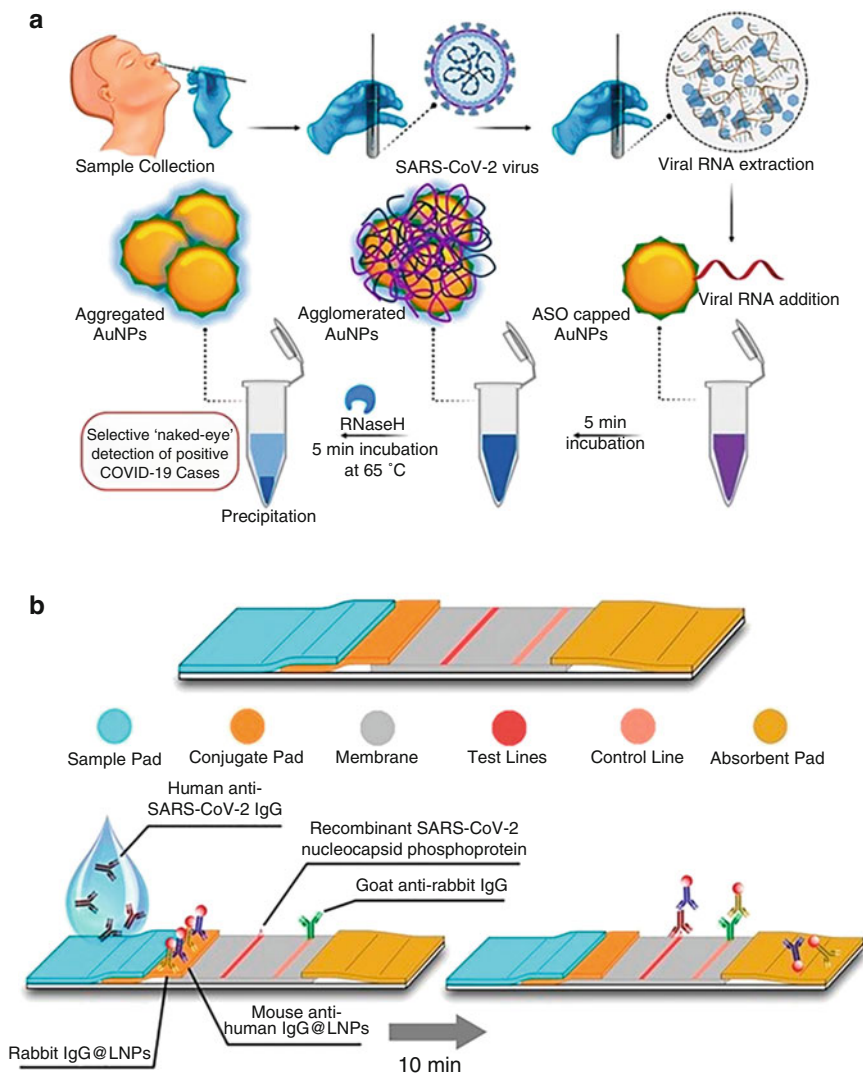 a
Sample Collection
SARS-CoV-2 virus
Viral RNA extraction
Aggregated
AuNPs
Agglomerated
AuNPs
ASO capped
AuNPs
Viral RNA addition
Selective 'naked-eye'
detection of positive
COVID-19 Cases
RNaseH
5 min incubation
at 65 ˚C
5 min
incubation
Precipitation
b
Sample Pad
Conjugate Pad
Membrane
Test Lines
Control Line
Absorbent Pad
Human anti-
SARS-CoV-2 IgG
Recombinant SARS-CoV-2
nucleocapsid phosphoprotein
Goat anti-rabbit IgG
Mouse anti-
human IgG@LNPs
Rabbit IgG@LNPs
10 min